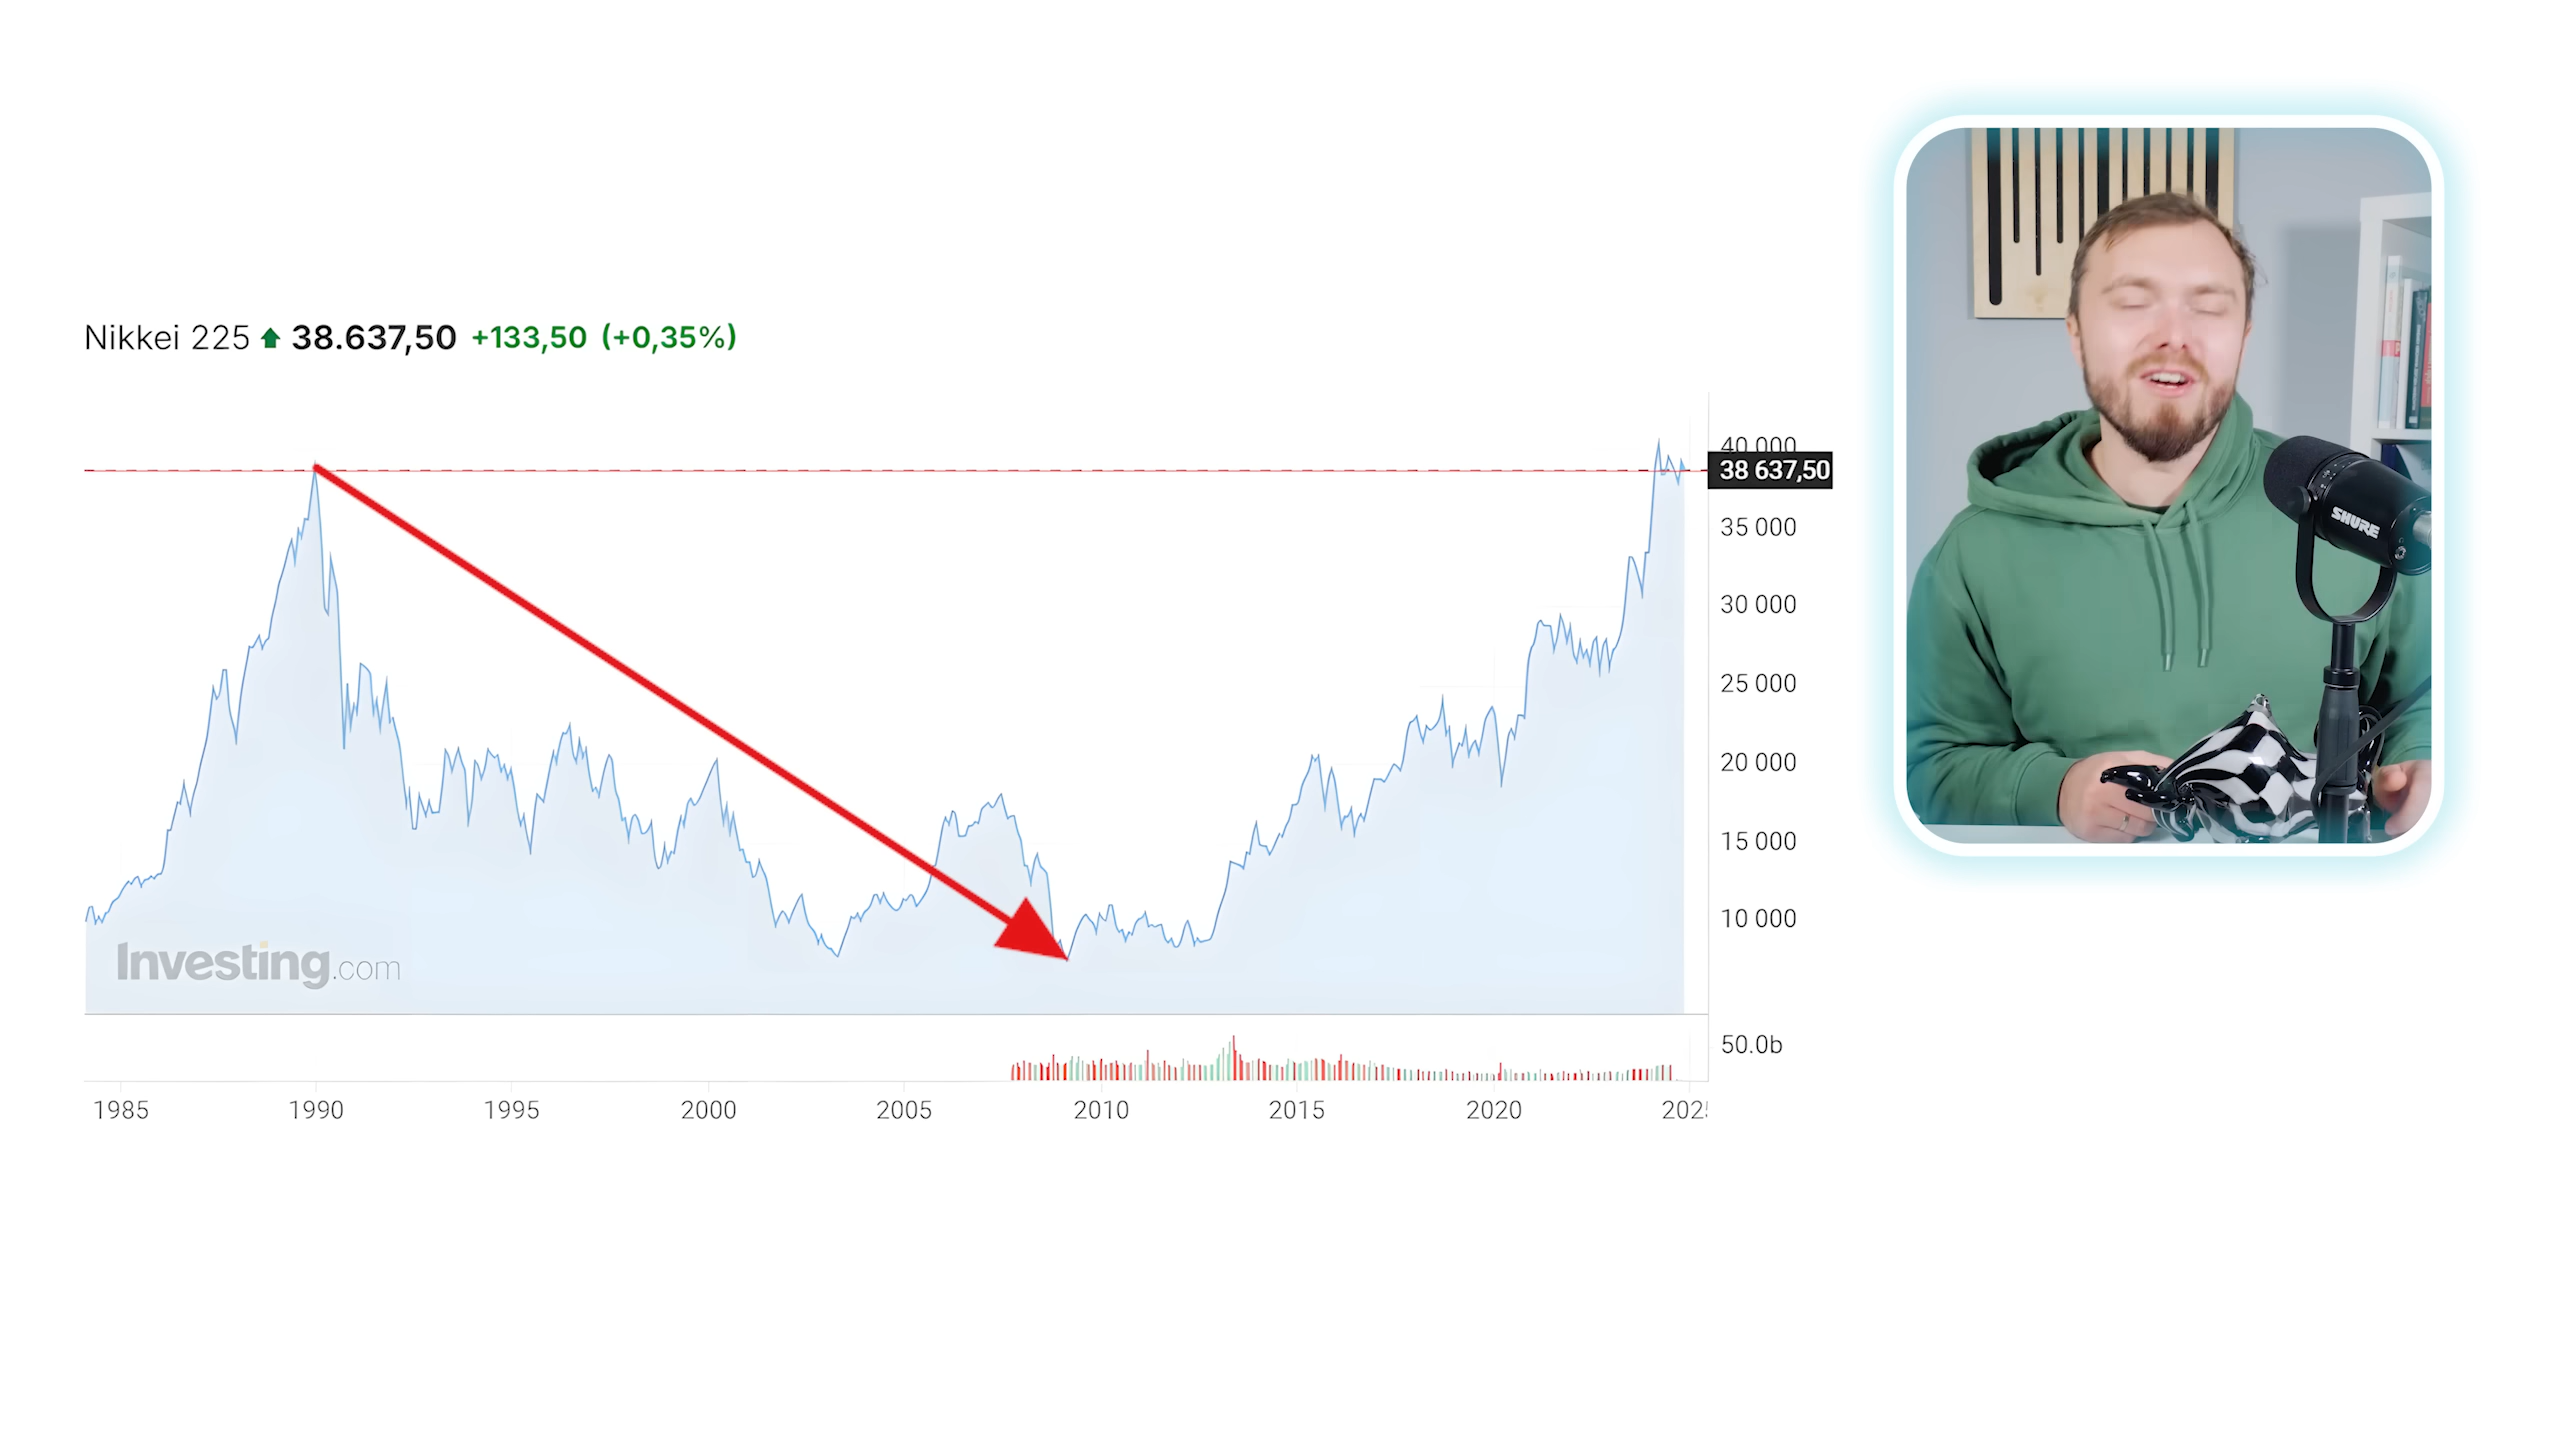 Nikkei 225 38.637,50 +133,50 (+0,35%)
40 000
38 637,50
35 000
30 000
25 000
20 000
15 000
10 000
Investing.com
50.0b
1985 1990 1995 2000 2005 2010 2015 2020 202
SHURE